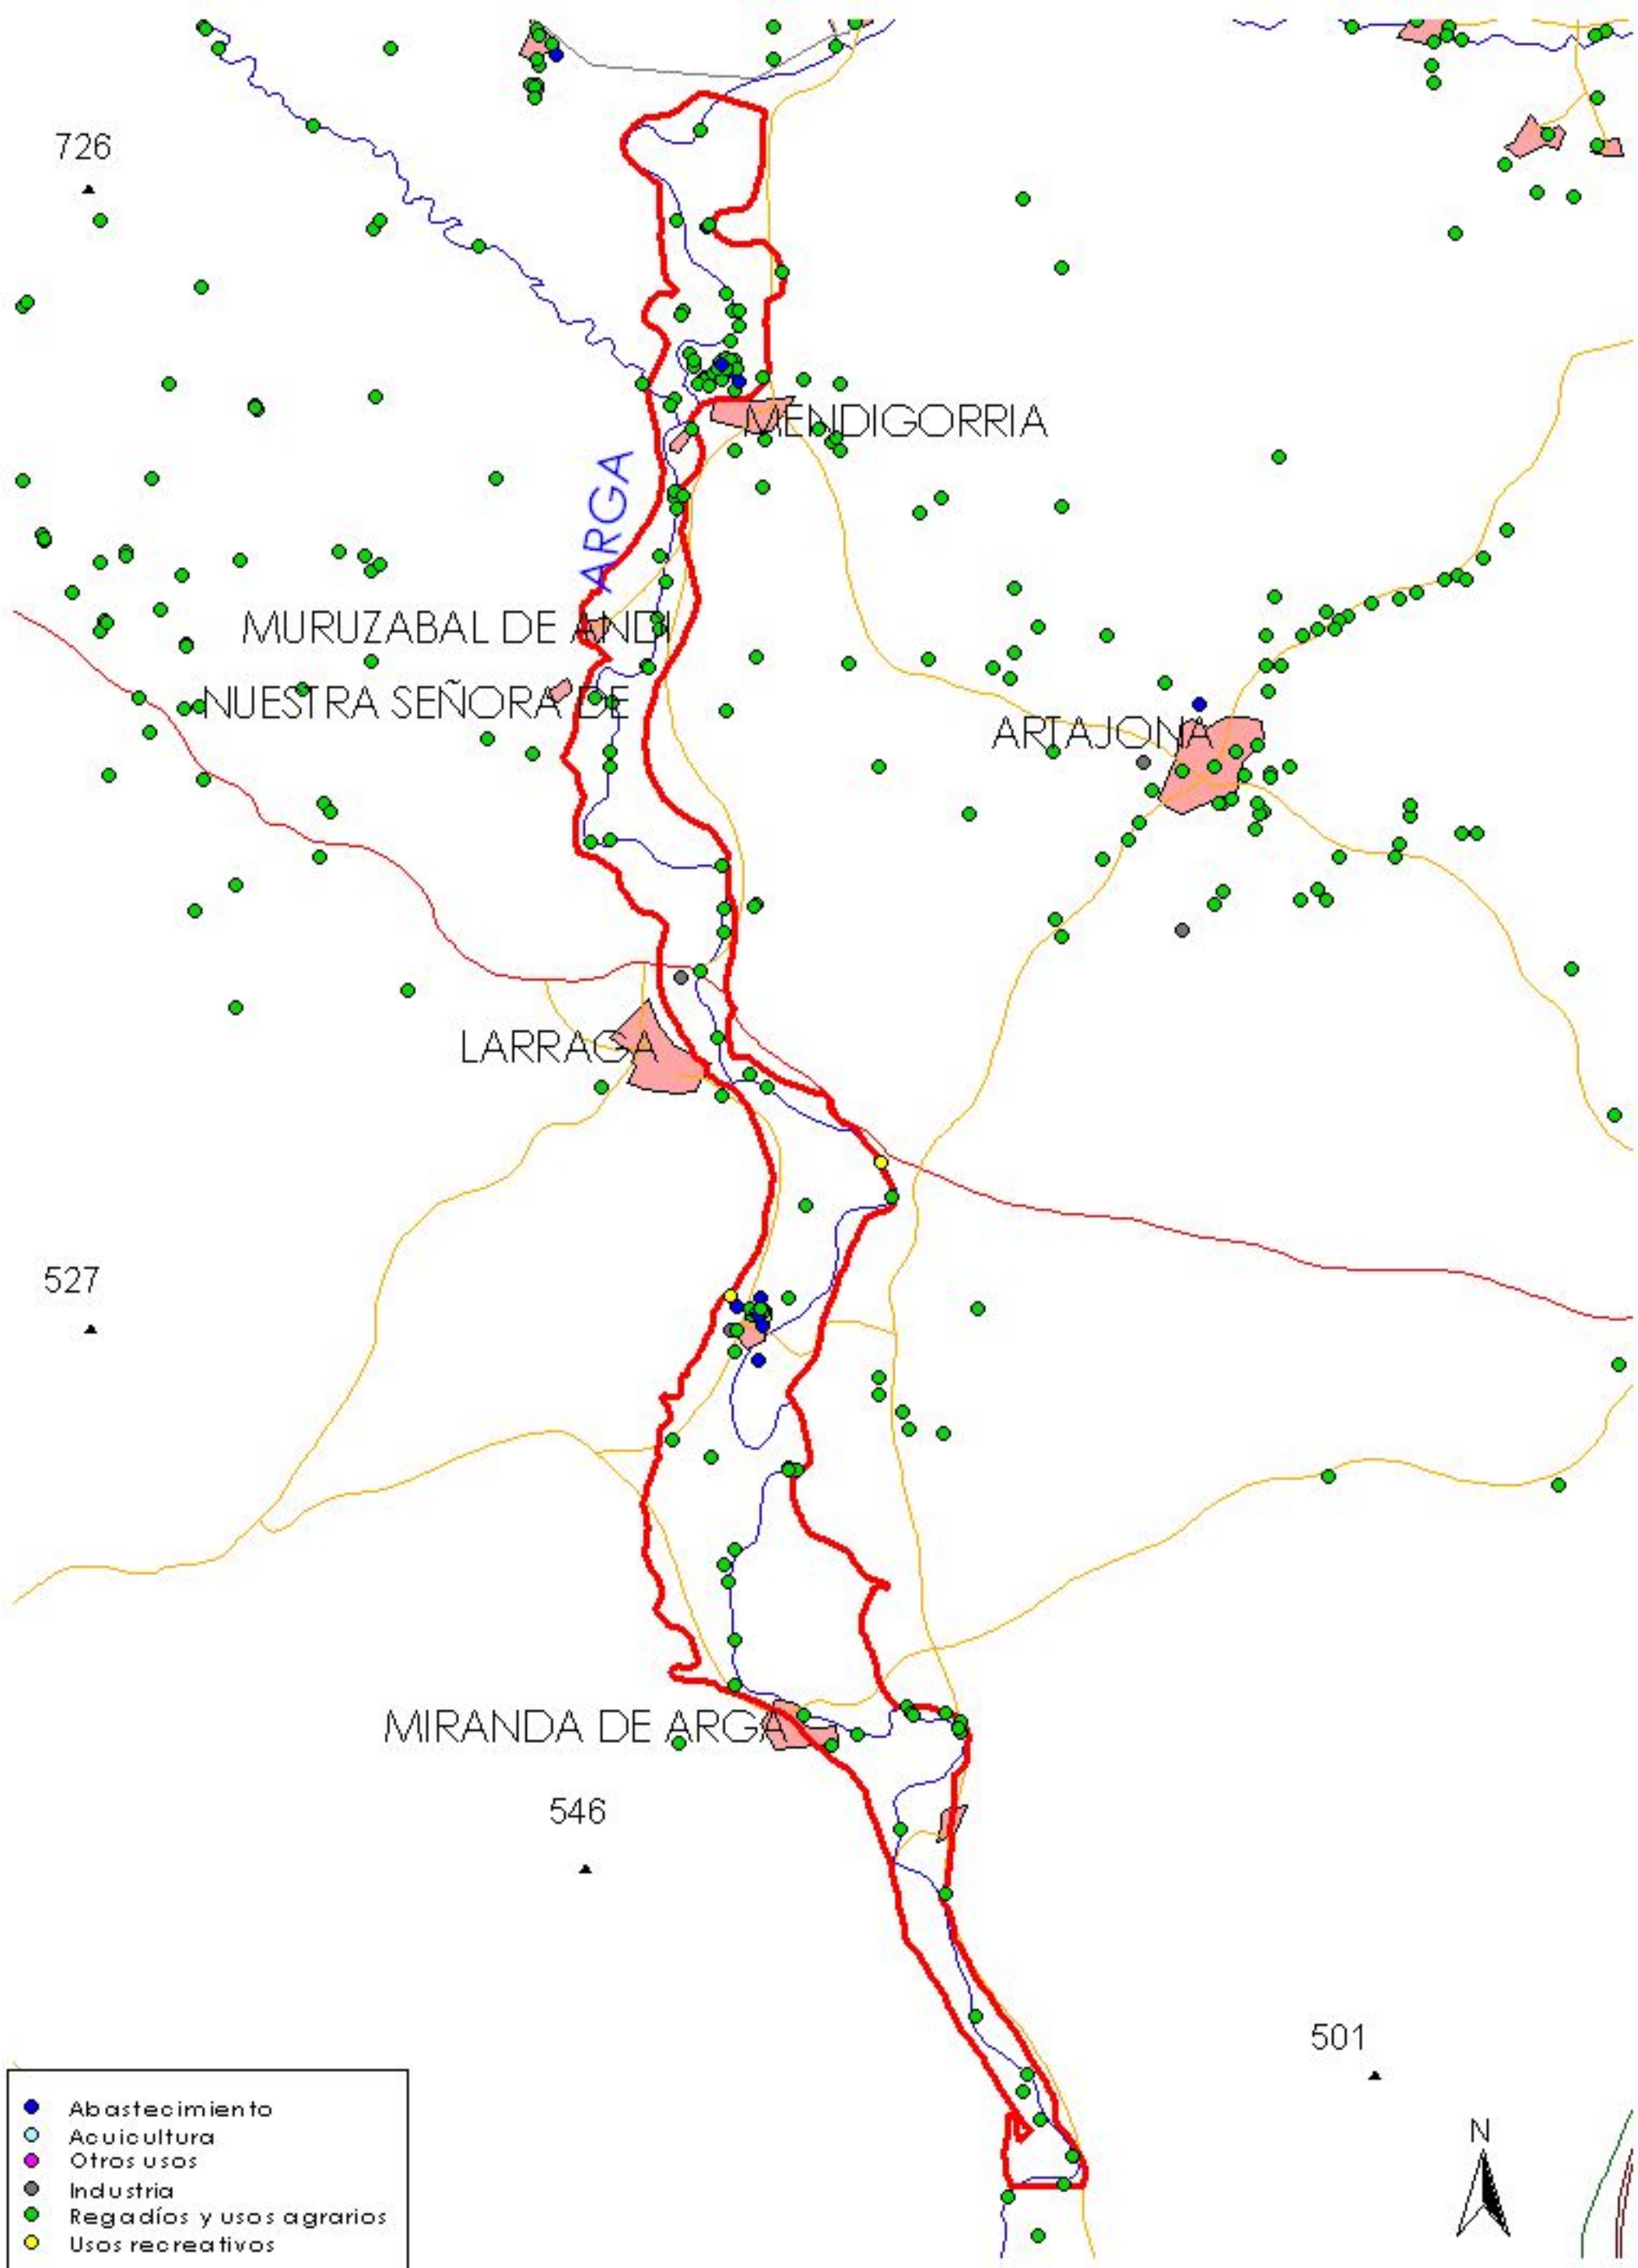 726
MENDIGORRIA
ARGA
MURUZABAL DE ANDI
NUESTRA SEÑORA DE
ARTAJONA
LARRAGA
527
MIRANDA DE ARGA
546
501
N
Abastecimiento
Acuicultura
Otros usos
Industria
Regadíos y usos agrarios
Usos recreativos